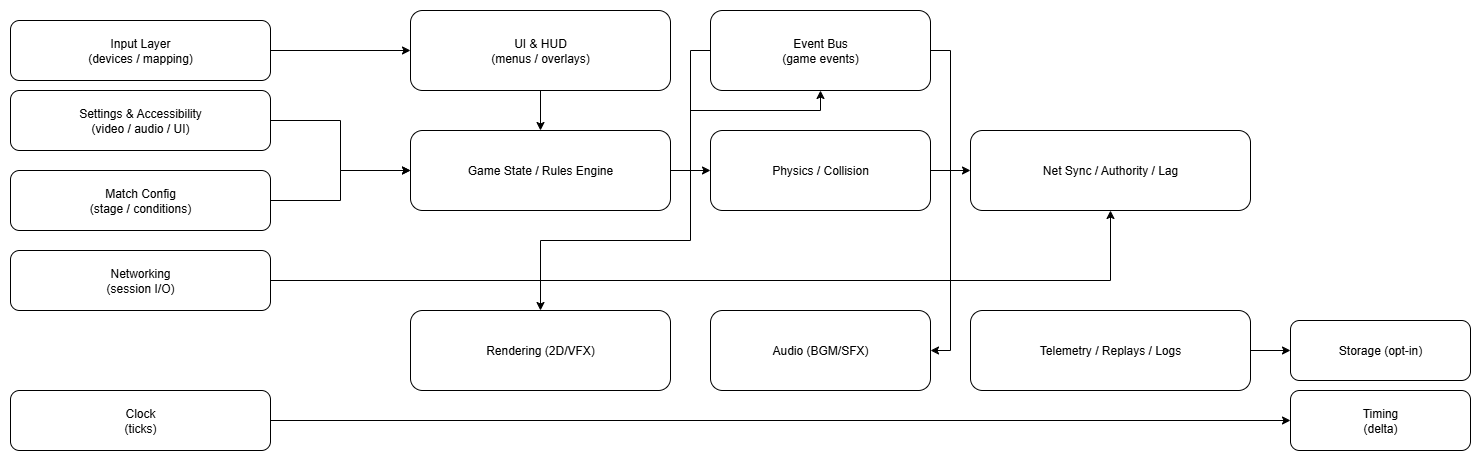 Input Layer
(devices / mapping)
UI & HUD
(menus / overlays)
Event Bus
(game events)
Settings & Accessibility
(video / audio / UI)
Game State / Rules Engine
Physics / Collision
Net Sync / Authority / Lag
Match Config
(stage / conditions)
Networking
(session I/O)
Rendering (2D/VFX)
Audio (BGM/SFX)
Telemetry / Replays / Logs
Storage (opt-in)
Clock
(ticks)
Timing
(delta)